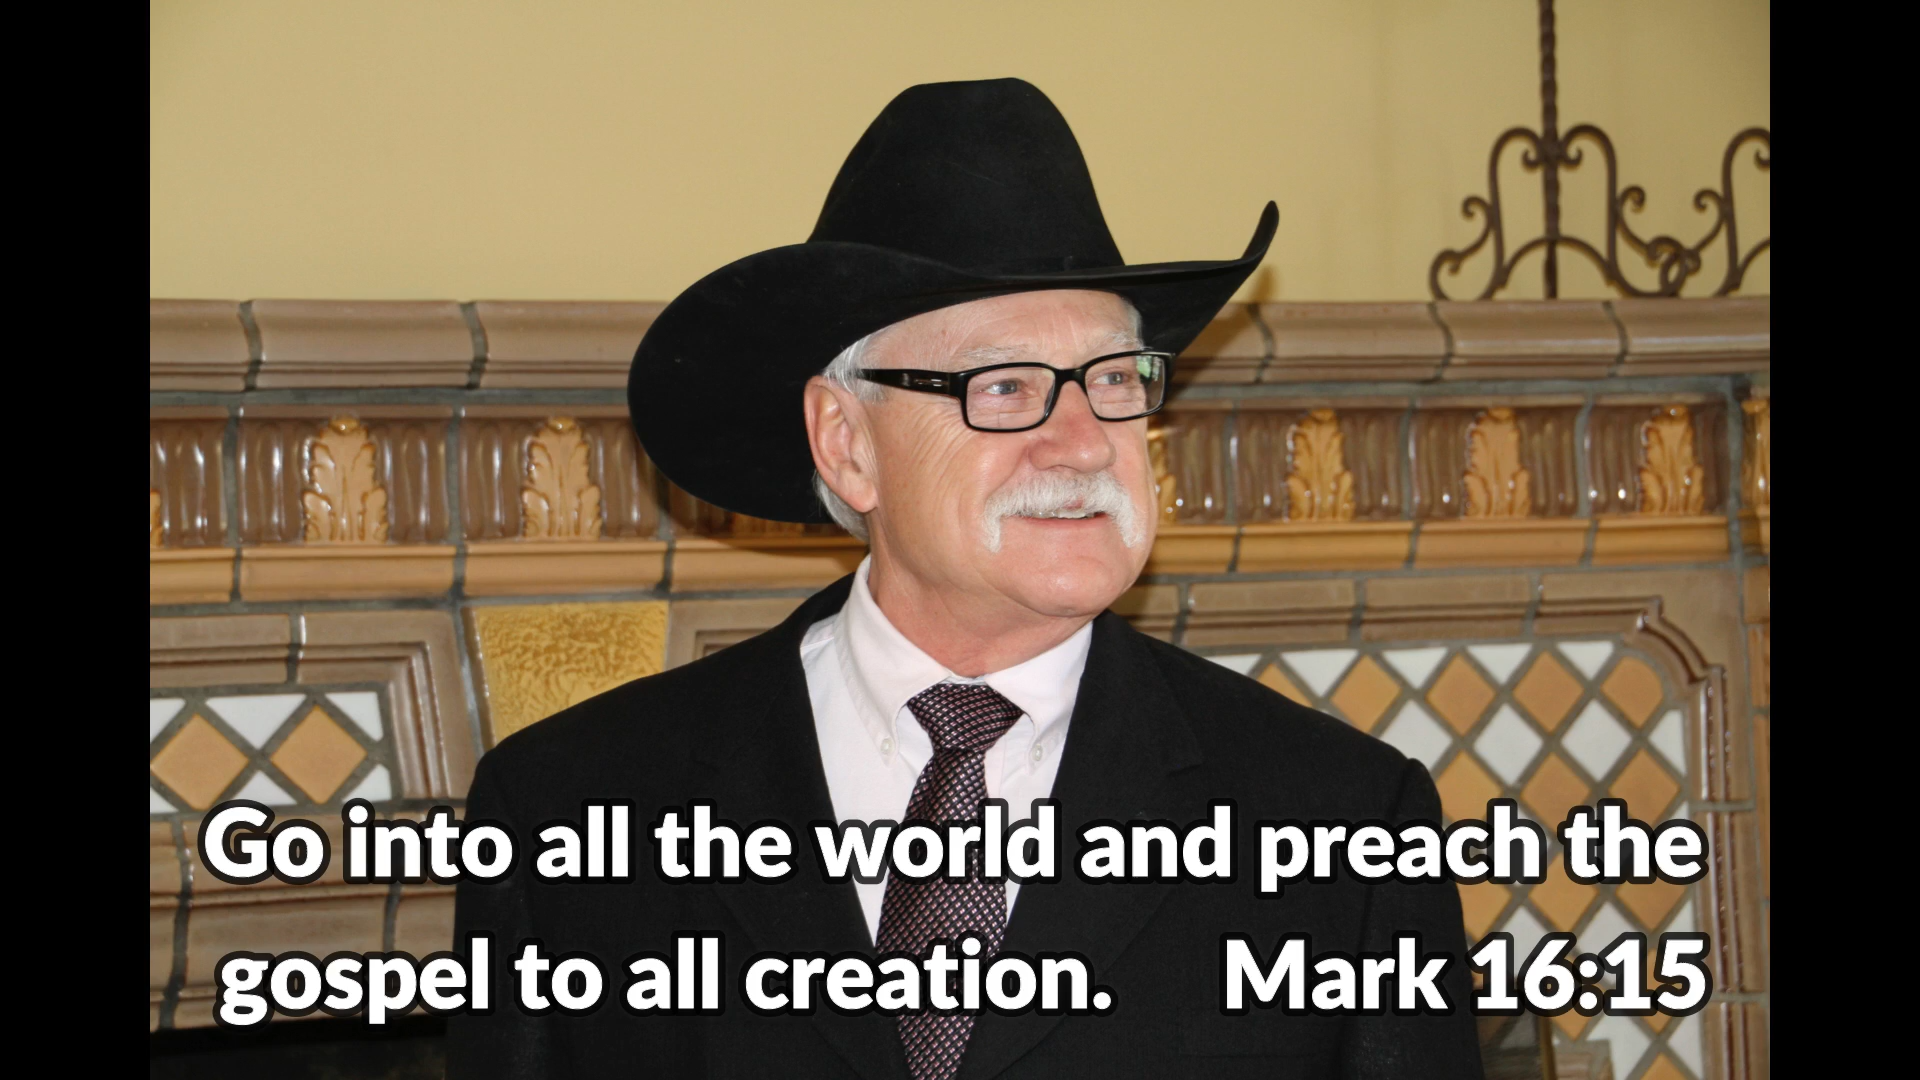 Go into all the world and preach the
gospel to all creation. Mark 16:15